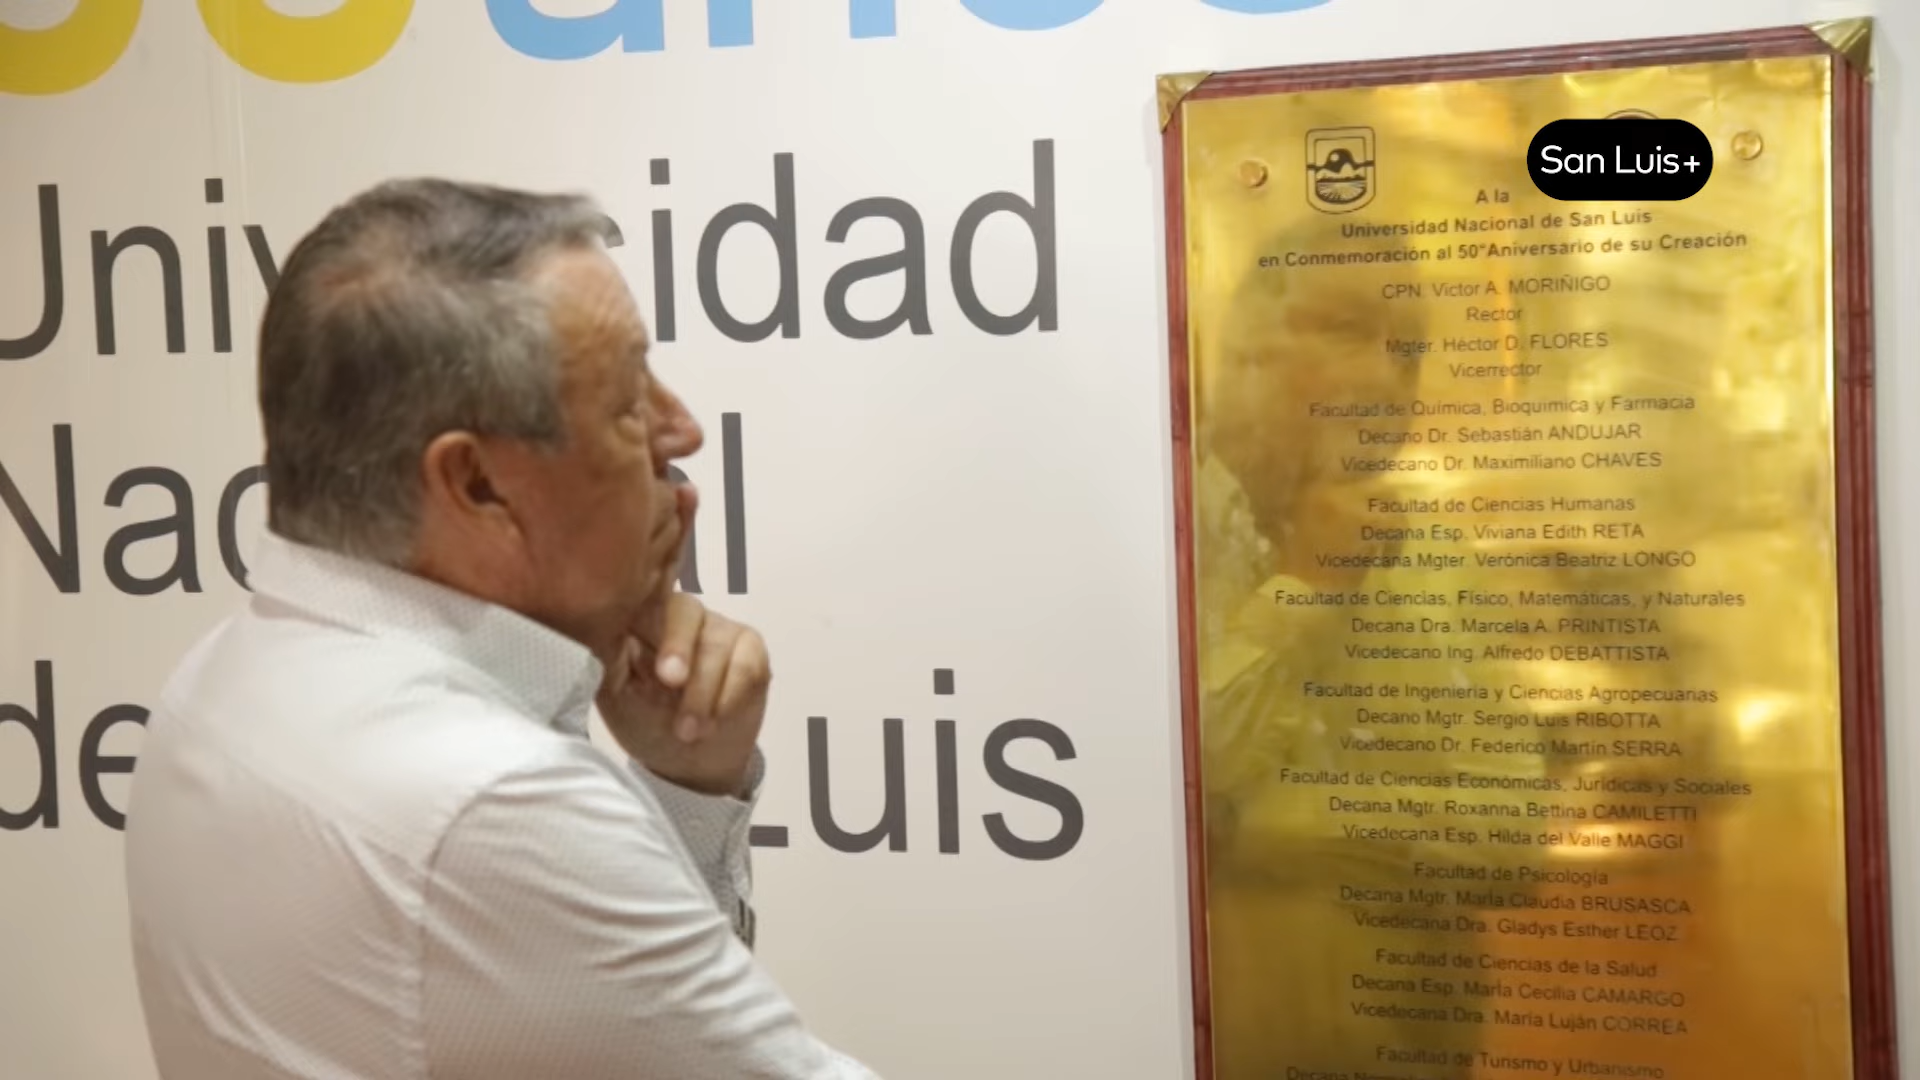 Universidad
Nacional
de Luis
San Luis+
A la
Universidad Nacional de San Luis
en Conmemoración al 50°Aniversario de su Creación
CPN. Victor A. MORIÑIGO
Rector
Mgter. Héctor D. FLORES
Vicerrector
Facultad de Química, Bioquímica y Farmacia
Decano Dr. Sebastián ANDUJAR
Vicedecano Dr. Maximiliano CHAVES
Facultad de Ciencias Humanas
Decana Esp. Viviana Edith RETA
Vicedecana Mgter. Verónica Beatriz LONGO
Facultad de Ciencias, Físico, Matemáticas, y Naturales
Decana Dra. Marcela A. PRINTISTA
Vicedecano Ing. Alfredo DEBATTISTA
Facultad de Ingeniería y Ciencias Agropecuarias
Decano Mgtr. Sergio Luis RIBOTTA
Vicedecano Dr. Federico Martín SERRA
Facultad de Ciencias Económicas, Jurídicas y Sociales
Decana Mgtr. Roxanna Bettina CAMILETTI
Vicedecana Esp. Hilda del Valle MAGGI
Facultad de Psicología
Decana Mgtr. María Claudia BRUSASCA
Vicedecana Dra. Gladys Esther LEOZ
Facultad de Ciencias de la Salud
Decana Esp. María Cecilia CAMARGO
Vicedecana Dra. María Luján CORREA
Facultad de Turismo y Urbanismo
Decana